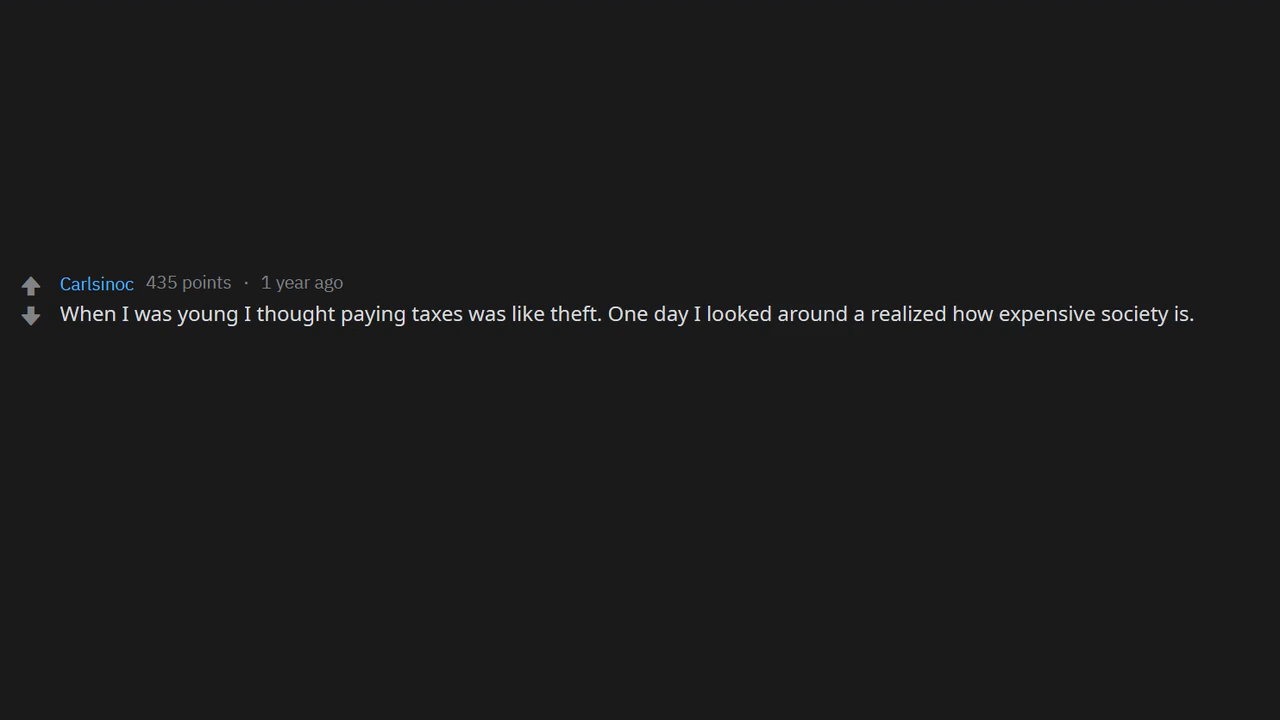 Carlsinoc 435 points · 1 year ago
When I was young I thought paying taxes was like theft. One day I looked around a realized how expensive society is.